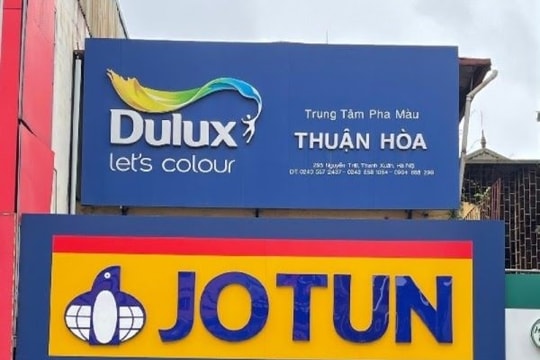 Dulux
let's colour
Trung Tâm Pha Màu
THUẬN HÒA
JOTUN